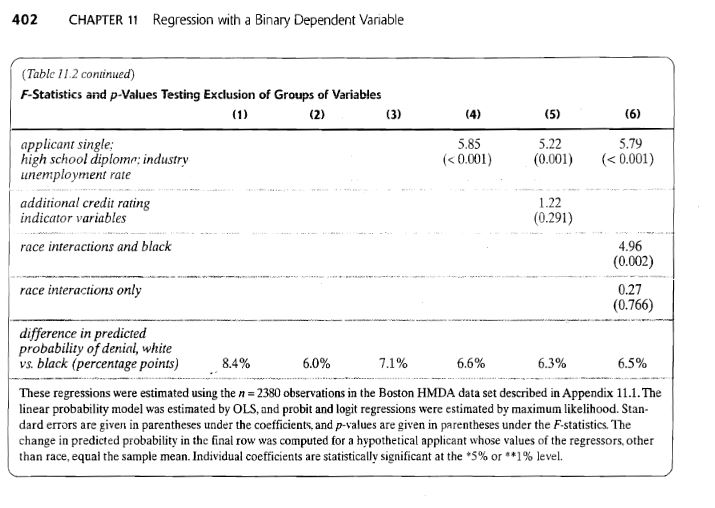 402 CHAPTER 11 Regression with a Binary Dependent Variable
(Table 11.2 continued)
F-Statistics and p-Values Testing Exclusion of Groups of Variables
(1) (2) (3) (4) (5) (6)
applicant single; 5.85 5.22 5.79
high school diploma; industry (< 0.001) (0.001) (< 0.001)
unemployment rate
additional credit rating 1.22
indicator variables (0.291)
race interactions and black 4.96
(0.002)
race interactions only 0.27
(0.766)
difference in predicted
probability of denial, white
vs. black (percentage points) 8.4% 6.0% 7.1% 6.6% 6.3% 6.5%
These regressions were estimated using the n = 2380 observations in the Boston HMDA data set described in Appendix 11.1. The
linear probability model was estimated by OLS, and probit and logit regressions were estimated by maximum likelihood. Stan-
dard errors are given in parentheses under the coefficients, and p-values are given in parentheses under the F-statistics. The
change in predicted probability in the final row was computed for a hypothetical applicant whose values of the regressors, other
than race, equal the sample mean. Individual coefficients are statistically significant at the *5% or **1% level.